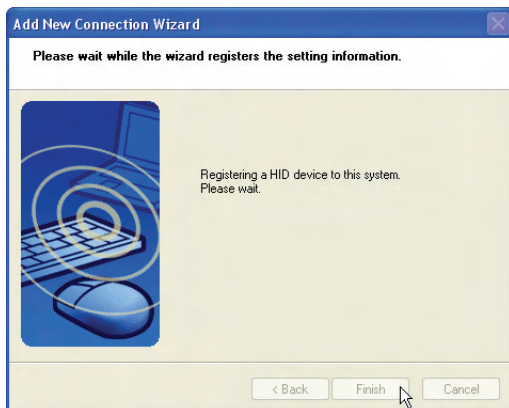 Add New Connection Wizard
Please wait while the wizard registers the setting information.
Registering a HID device to this system.
Please wait.
< Back
Finish
Cancel